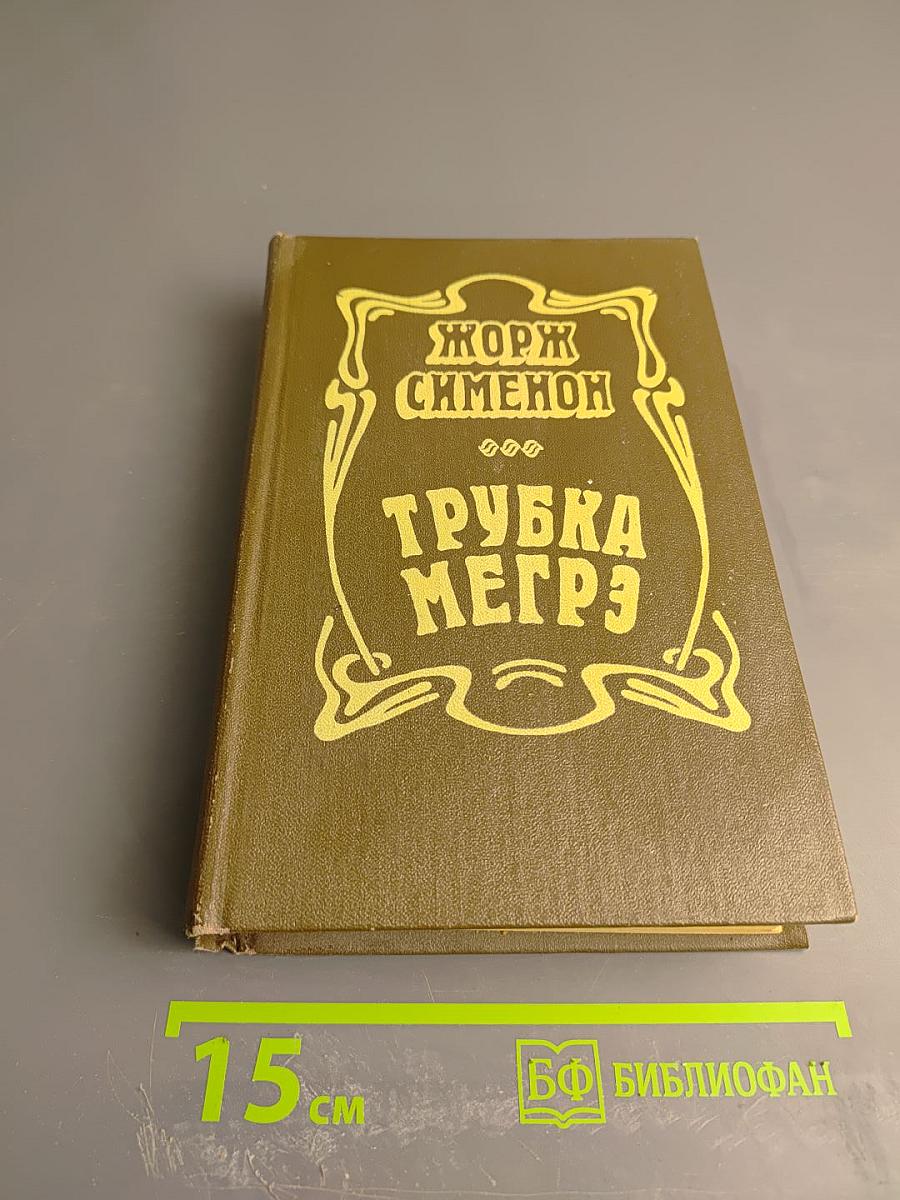 ЖОРЖ
СИМЕНОН
ТРУБКА
МЕГРЭ
15 см
БФ БИБЛИОФАН